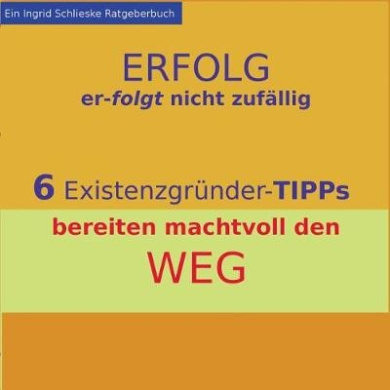 Ein Ingrid Schlieske Ratgeberbuch
ERFOLG
er-folgt nicht zufällig
6 Existenzgründer-TIPPs
bereiten machtvoll den
WEG